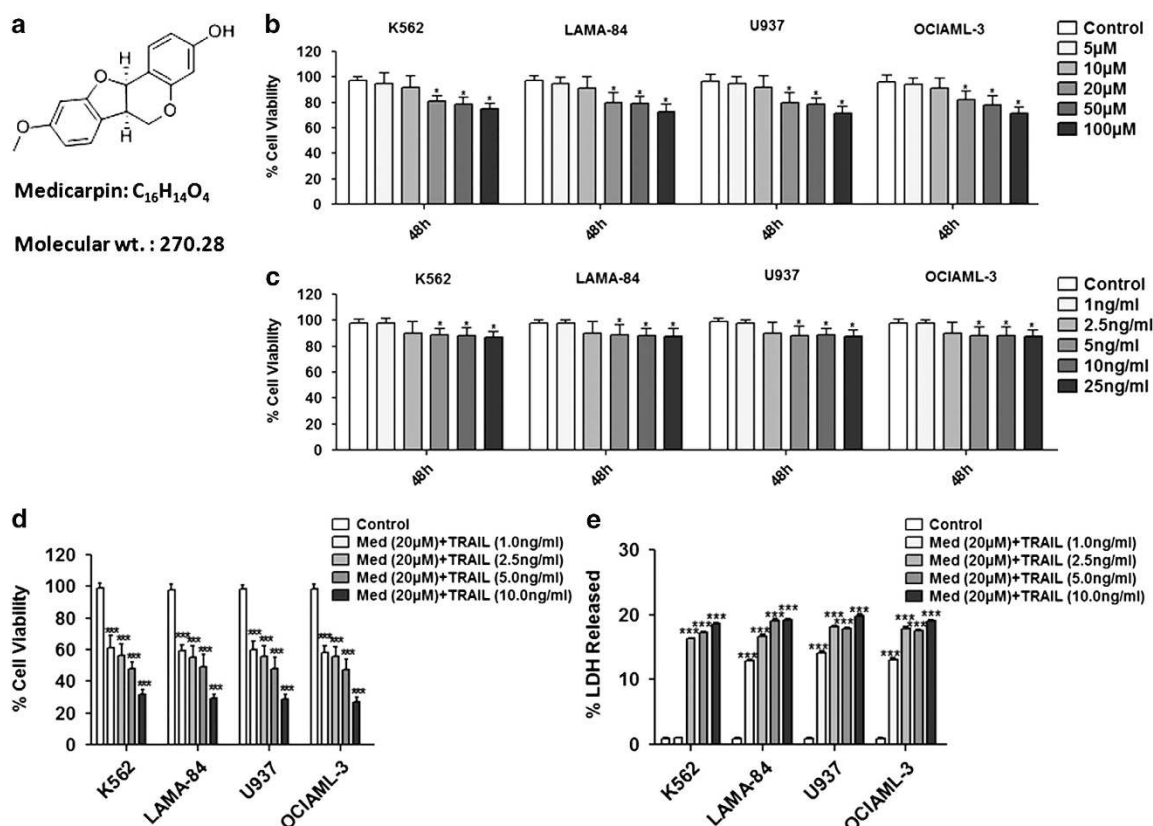 a
OH
H
O
O
O
H
Medicarpin: C₁₆H₁₄O₄
Molecular wt. : 270.28
b
K562
LAMA-84
U937
OCIAML-3
Control
5µM
10µM
20µM
50µM
100µM
% Cell Viability
120
100
80
60
40
20
0
* * *
* * *
* * *
* * *
48h
48h
48h
48h
c
K562
LAMA-84
U937
OCIAML-3
Control
1ng/ml
2.5ng/ml
5ng/ml
10ng/ml
25ng/ml
% Cell Viability
120
100
80
60
40
20
0
* * *
* * *
* * *
* * *
48h
48h
48h
48h
d
Control
Med (20µM)+TRAIL (1.0ng/ml)
Med (20µM)+TRAIL (2.5ng/ml)
Med (20µM)+TRAIL (5.0ng/ml)
Med (20µM)+TRAIL (10.0ng/ml)
% Cell Viability
120
100
80
60
40
20
0
*** *** *** ***
*** *** *** ***
*** *** *** ***
*** *** *** ***
K562
LAMA-84
U937
OCIAML-3
e
Control
Med (20µM)+TRAIL (1.0ng/ml)
Med (20µM)+TRAIL (2.5ng/ml)
Med (20µM)+TRAIL (5.0ng/ml)
Med (20µM)+TRAIL (10.0ng/ml)
% LDH Released
30
20
10
0
*** *** ***
*** *** *** ***
*** *** *** ***
*** *** *** ***
K562
LAMA-84
U937
OCIAML-3